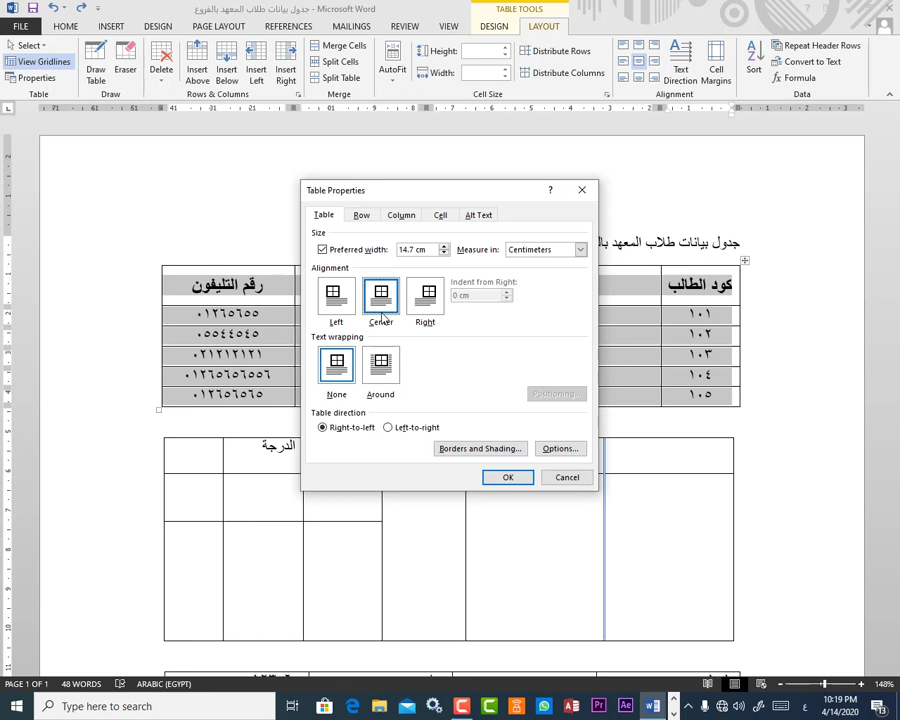 جدول بيانات طلاب المعهد بالفروع - Microsoft Word
TABLE TOOLS
FILE HOME INSERT DESIGN PAGE LAYOUT REFERENCES MAILINGS REVIEW VIEW DESIGN LAYOUT
Select
View Gridlines
Properties
Table
Draw Table
Eraser
Draw
Delete
Insert Above
Insert Below
Insert Left
Insert Right
Rows & Columns
Merge Cells
Split Cells
Split Table
Merge
AutoFit
Height:
Width:
Distribute Rows
Distribute Columns
Cell Size
Text Direction
Cell Margins
Alignment
Sort
Repeat Header Rows
Convert to Text
Formula
Data
جدول بيانات طلاب المعهد
كود الطالب
رقم التليفون
١٠١
٠١٢٦٥٦٥٥
١٠٢
٠٥٥٤٤٥٤٥
١٠٣
٠٢١٢١٢١٢١
١٠٤
٠١٢٦٥٦٥٦٥٥٦
١٠٥
٠١٢٦٥٦٥٦٥
الدرجة
Table Properties
Table Row Column Cell Alt Text
Size
Preferred width: 14.7 cm Measure in: Centimeters
Alignment
Indent from Right:
0 cm
Left Center Right
Text wrapping
None Around
Positioning...
Table direction
Right-to-left Left-to-right
Borders and Shading... Options...
OK Cancel
PAGE 1 OF 1 48 WORDS ARABIC (EGYPT) 148%
Type here to search
10:19 PM
4/14/2020